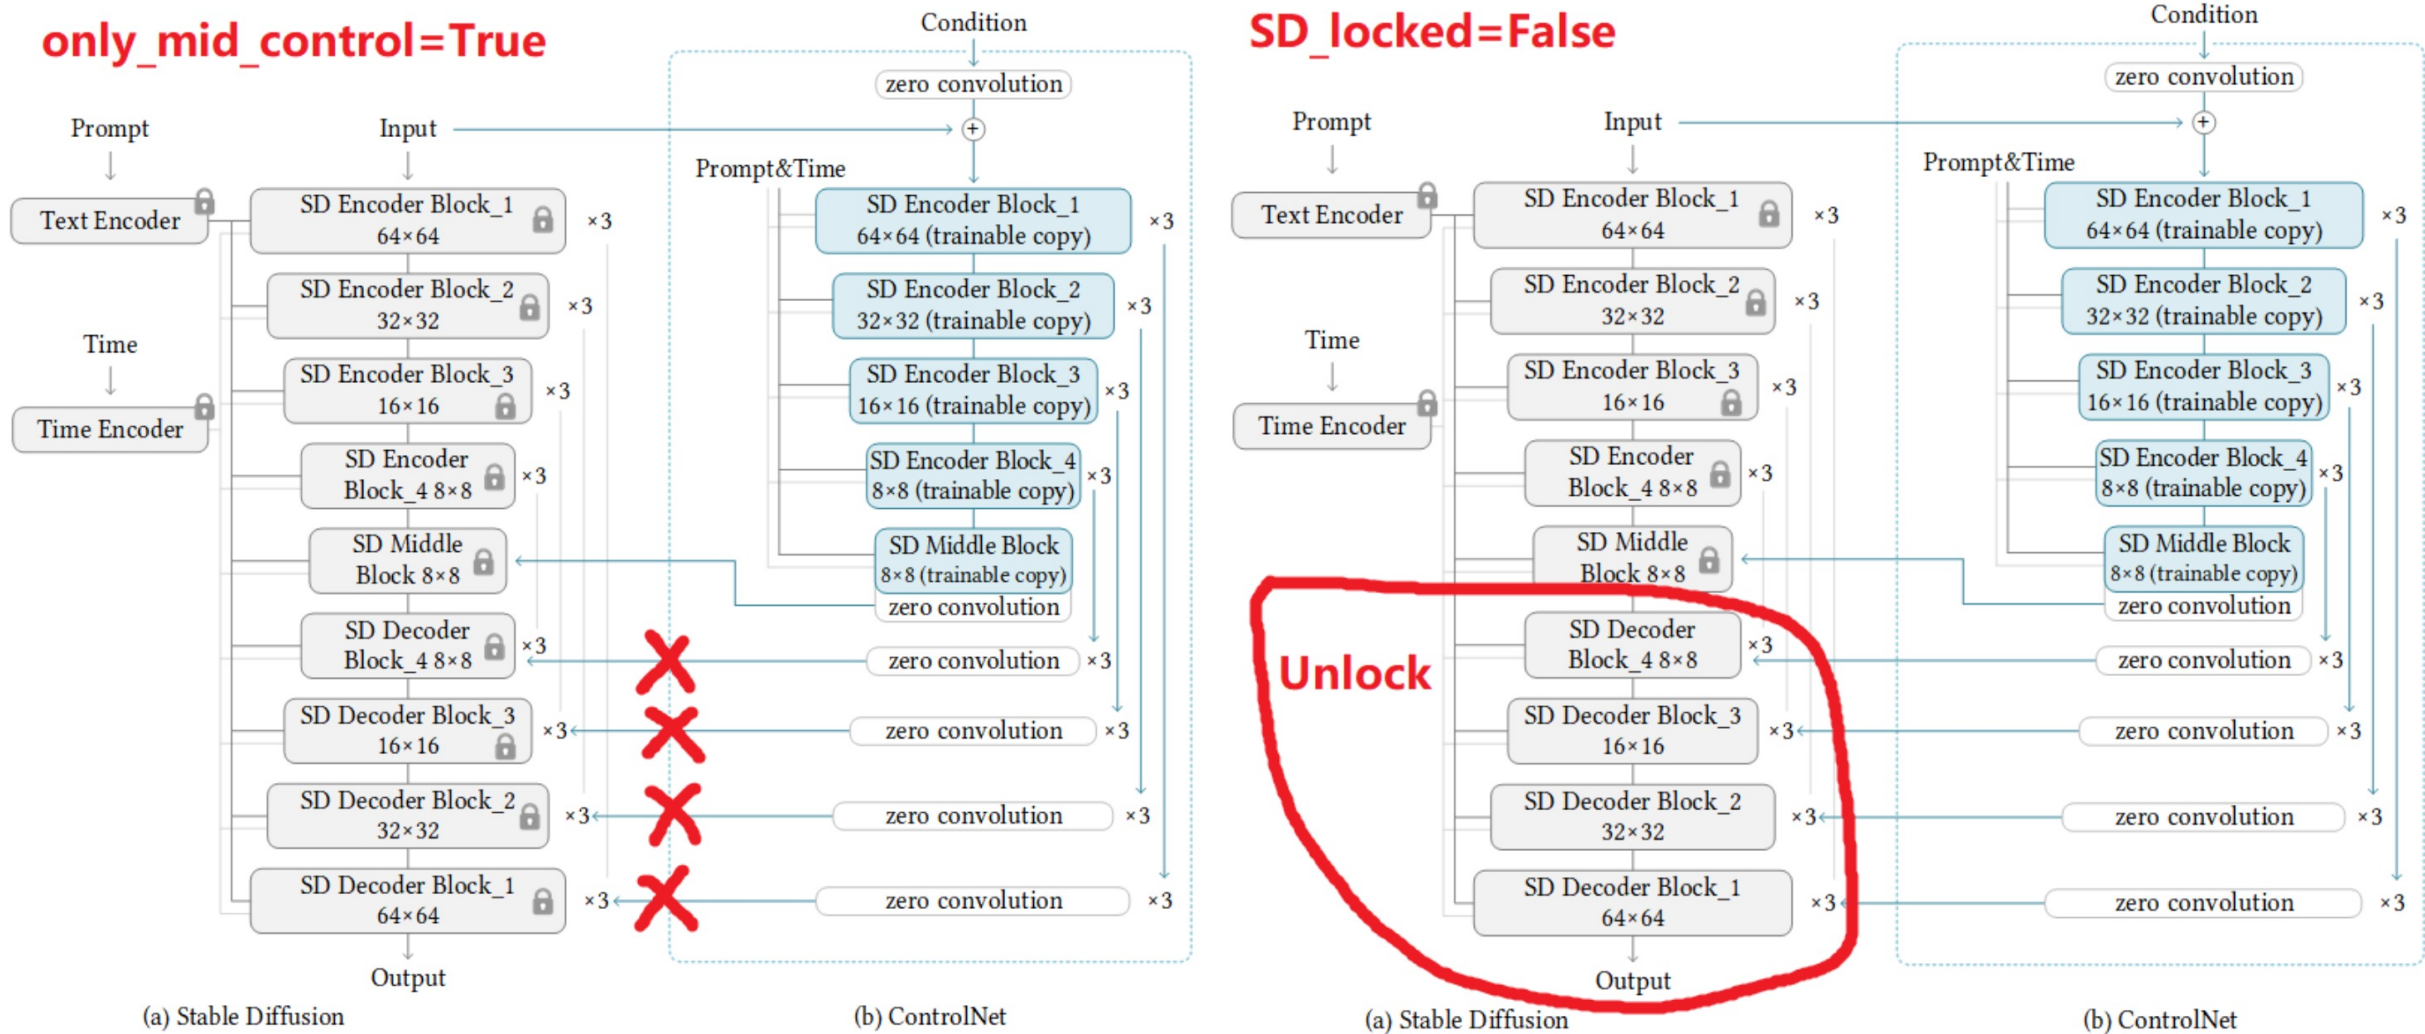 only_mid_control=True
Condition
zero convolution
Prompt
Input
+
Prompt&Time
Text Encoder
SD Encoder Block_1
64×64
×3
SD Encoder Block_1
64×64 (trainable copy)
×3
SD Encoder Block_2
32×32
×3
SD Encoder Block_2
32×32 (trainable copy)
×3
Time
SD Encoder Block_3
16×16
×3
SD Encoder Block_3
16×16 (trainable copy)
×3
Time Encoder
SD Encoder
Block_4 8×8
×3
SD Encoder Block_4
8×8 (trainable copy)
×3
SD Middle
Block 8×8
SD Middle Block
8×8 (trainable copy)
zero convolution
SD Decoder
Block_4 8×8
×3
zero convolution
×3
SD Decoder Block_3
16×16
×3
zero convolution
×3
SD Decoder Block_2
32×32
×3
zero convolution
×3
SD Decoder Block_1
64×64
×3
zero convolution
×3
Output
(a) Stable Diffusion
(b) ControlNet
SD_locked=False
Condition
zero convolution
Prompt
Input
+
Prompt&Time
Text Encoder
SD Encoder Block_1
64×64
×3
SD Encoder Block_1
64×64 (trainable copy)
×3
SD Encoder Block_2
32×32
×3
SD Encoder Block_2
32×32 (trainable copy)
×3
Time
SD Encoder Block_3
16×16
×3
SD Encoder Block_3
16×16 (trainable copy)
×3
Time Encoder
SD Encoder
Block_4 8×8
×3
SD Encoder Block_4
8×8 (trainable copy)
×3
SD Middle
Block 8×8
SD Middle Block
8×8 (trainable copy)
zero convolution
Unlock
SD Decoder
Block_4 8×8
×3
zero convolution
×3
SD Decoder Block_3
16×16
×3
zero convolution
×3
SD Decoder Block_2
32×32
×3
zero convolution
×3
SD Decoder Block_1
64×64
×3
zero convolution
×3
Output
(a) Stable Diffusion
(b) ControlNet